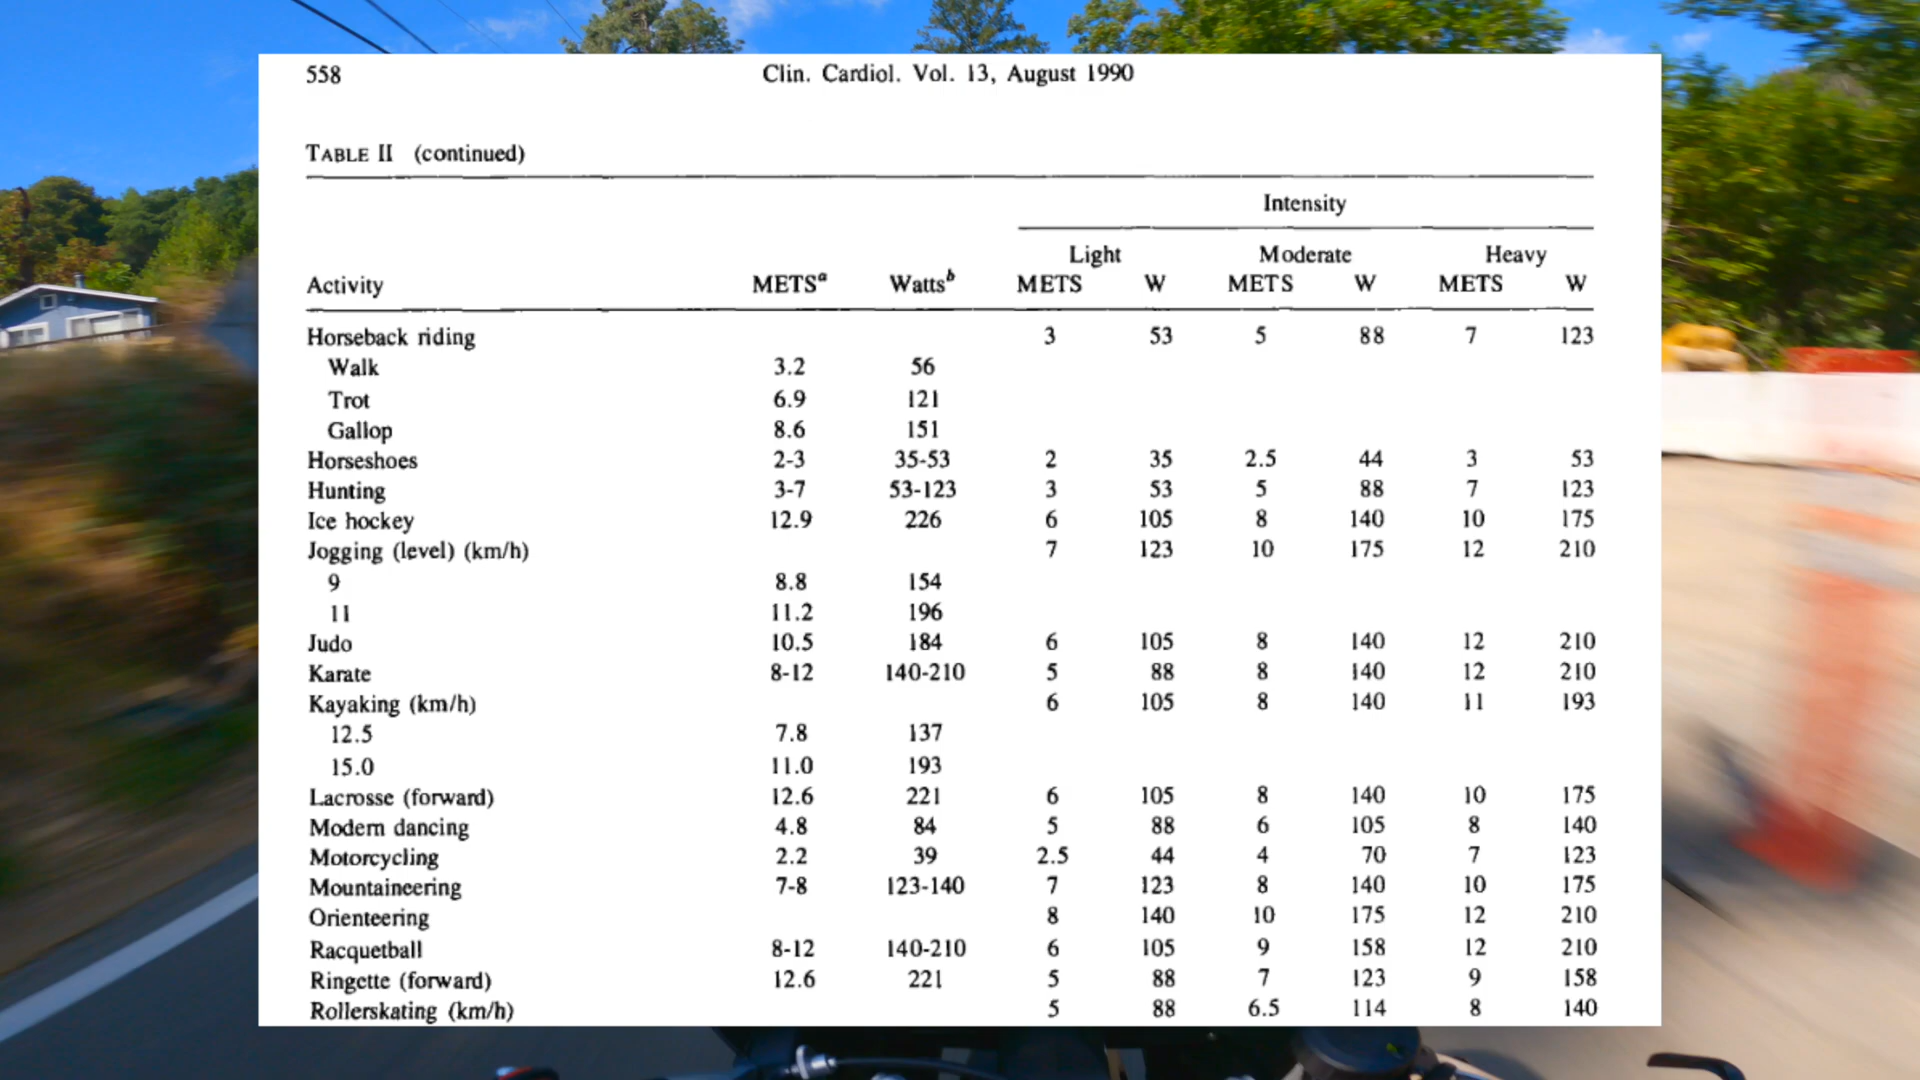 558 Clin. Cardiol. Vol. 13, August 1990
TABLE II (continued)
Intensity
Light Moderate Heavy
Activity METSa Wattsb METS W METS W METS W
Horseback riding 3 53 5 88 7 123
Walk 3.2 56
Trot 6.9 121
Gallop 8.6 151
Horseshoes 2-3 35-53 2 35 2.5 44 3 53
Hunting 3-7 53-123 3 53 5 88 7 123
Ice hockey 12.9 226 6 105 8 140 10 175
Jogging (level) (km/h) 7 123 10 175 12 210
9 8.8 154
11 11.2 196
Judo 10.5 184 6 105 8 140 12 210
Karate 8-12 140-210 5 88 8 140 12 210
Kayaking (km/h) 6 105 8 140 11 193
12.5 7.8 137
15.0 11.0 193
Lacrosse (forward) 12.6 221 6 105 8 140 10 175
Modern dancing 4.8 84 5 88 6 105 8 140
Motorcycling 2.2 39 2.5 44 4 70 7 123
Mountaineering 7-8 123-140 7 123 8 140 10 175
Orienteering 8 140 10 175 12 210
Racquetball 8-12 140-210 6 105 9 158 12 210
Ringette (forward) 12.6 221 5 88 7 123 9 158
Rollerskating (km/h) 5 88 6.5 114 8 140